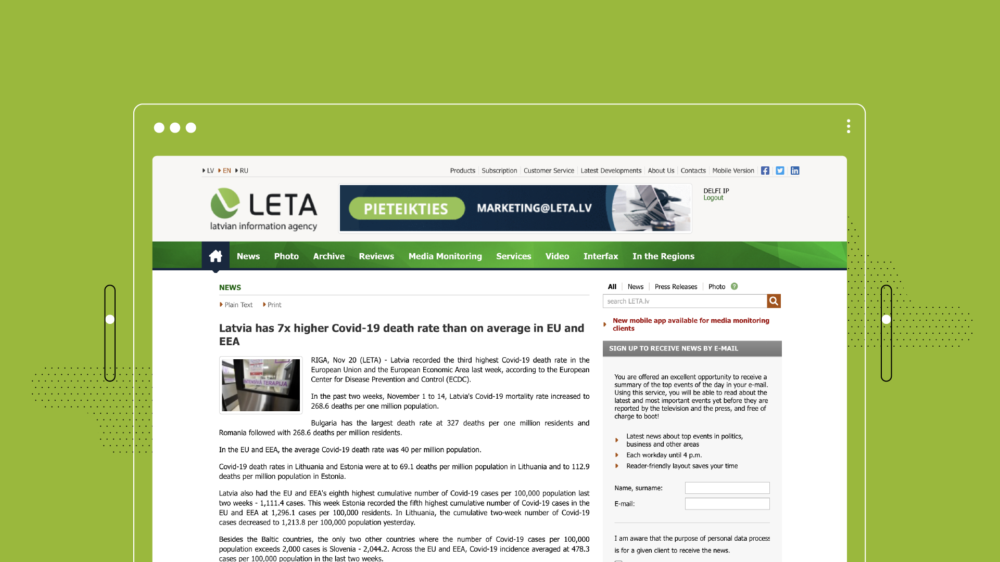 LV EN RU
Products Subscription Customer Service Latest Developments About Us Contacts Mobile Version
LETA
latvian information agency
PIETEIKTIES MARKETING@LETA.LV
DELFI IP
Logout
News Photo Archive Reviews Media Monitoring Services Video Interfax In the Regions
NEWS
Plain Text Print
Latvia has 7x higher Covid-19 death rate than on average in EU and
EEA
INTENSĪVĀ TERAPIJA
RIGA, Nov 20 (LETA) - Latvia recorded the third highest Covid-19 death rate in the
European Union and the European Economic Area last week, according to the European
Center for Disease Prevention and Control (ECDC).
In the past two weeks, November 1 to 14, Latvia's Covid-19 mortality rate increased to
268.6 deaths per one million population.
Bulgaria has the largest death rate at 327 deaths per one million residents and
Romania followed with 268.6 deaths per million residents.
In the EU and EEA, the average Covid-19 death rate was 40 per million population.
Covid-19 death rates in Lithuania and Estonia were at to 69.1 deaths per million population in Lithuania and to 112.9
deaths per million population in Estonia.
Latvia also had the EU and EEA's eighth highest cumulative number of Covid-19 cases per 100,000 population last
two weeks - 1,111.4 cases. This week Estonia recorded the fifth highest cumulative number of Covid-19 cases in the
EU and EEA at 1,296.1 cases per 100,000 residents. In Lithuania, the cumulative two-week number of Covid-19
cases decreased to 1,213.8 per 100,000 population yesterday.
Besides the Baltic countries, the only two other countries where the number of Covid-19 cases per 100,000
population exceeds 2,000 cases is Slovenia - 2,044.2. Across the EU and EEA, Covid-19 incidence averaged at 478.3
cases per 100,000 population in the last two weeks.
All News Press Releases Photo ?
search LETA.lv
New mobile app available for media monitoring
clients
SIGN UP TO RECEIVE NEWS BY E-MAIL
You are offered an excellent opportunity to receive a
summary of the top events of the day in your e-mail.
Using this service, you will be able to read about the
latest and most important events yet before they are
reported by the television and the press, and free of
charge to boot!
Latest news about top events in politics,
business and other areas
Each workday until 4 p.m.
Reader-friendly layout saves your time
Name, surname:
E-mail:
I am aware that the purpose of personal data process
is for a given client to receive the news.